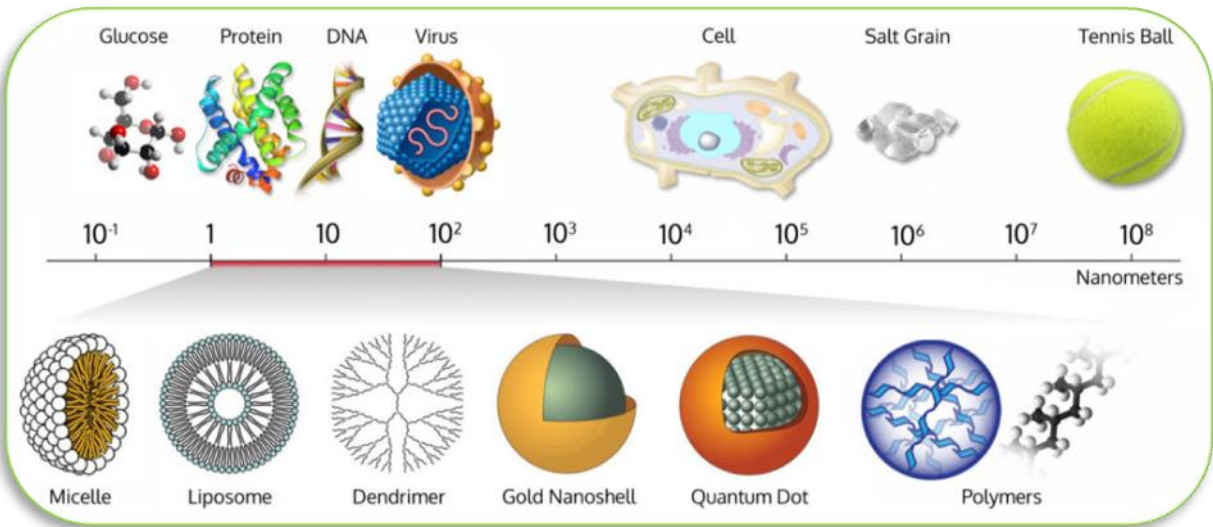 Glucose Protein DNA Virus Cell Salt Grain Tennis Ball
10⁻¹ 1 10 10² 10³ 10⁴ 10⁵ 10⁶ 10⁷ 10⁸
Nanometers
Micelle Liposome Dendrimer Gold Nanoshell Quantum Dot Polymers